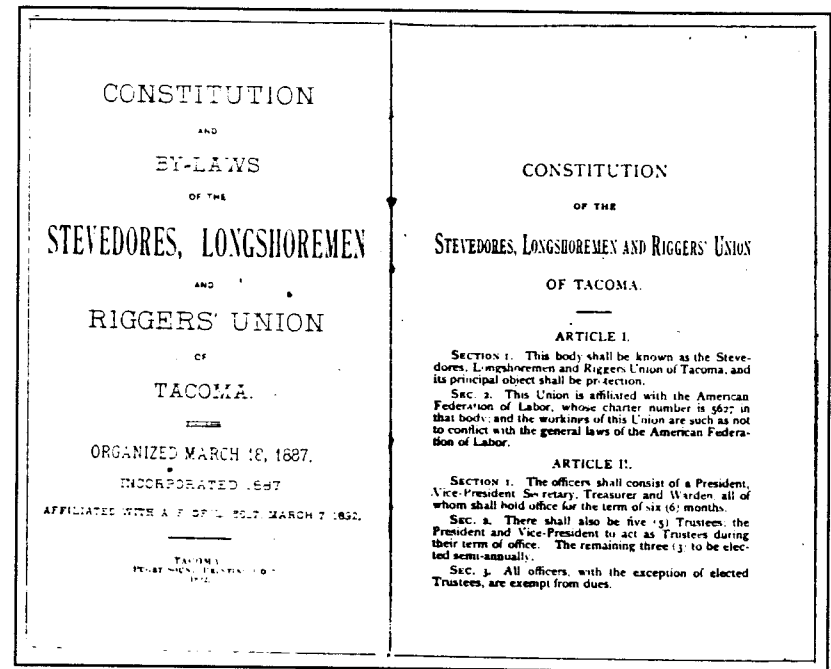 CONSTITUTION
AND
BY-LAWS
OF THE
STEVEDORES, LONGSHOREMEN
AND
RIGGERS' UNION
OF
TACOMA.
ORGANIZED MARCH 18, 1887.
INCORPORATED 1887
AFFILIATED WITH A. F. OF L. MARCH 7 1892.
TACOMA
PUGET SOUND PRINTING CO.
CONSTITUTION
OF THE
STEVEDORES, LONGSHOREMEN AND RIGGERS' UNION
OF TACOMA.
ARTICLE I.
SECTION 1. This body shall be known as the Steve-
dores, Longshoremen and Riggers Union of Tacoma, and
its principal object shall be protection.
SEC. 2. This Union is affiliated with the American
Federation of Labor, whose charter number is 5627 in
that body; and the workings of this Union are such as not
to conflict with the general laws of the American Federa-
tion of Labor.
ARTICLE II.
SECTION 1. The officers shall consist of a President,
Vice-President Secretary, Treasurer and Warden, all of
whom shall hold office for the term of six (6) months.
SEC. 2. There shall also be five (5) Trustees; the
President and Vice-President to act as Trustees during
their term of office. The remaining three (3) to be elec-
ted semi-annually.
SEC. 3. All officers, with the exception of elected
Trustees, are exempt from dues.